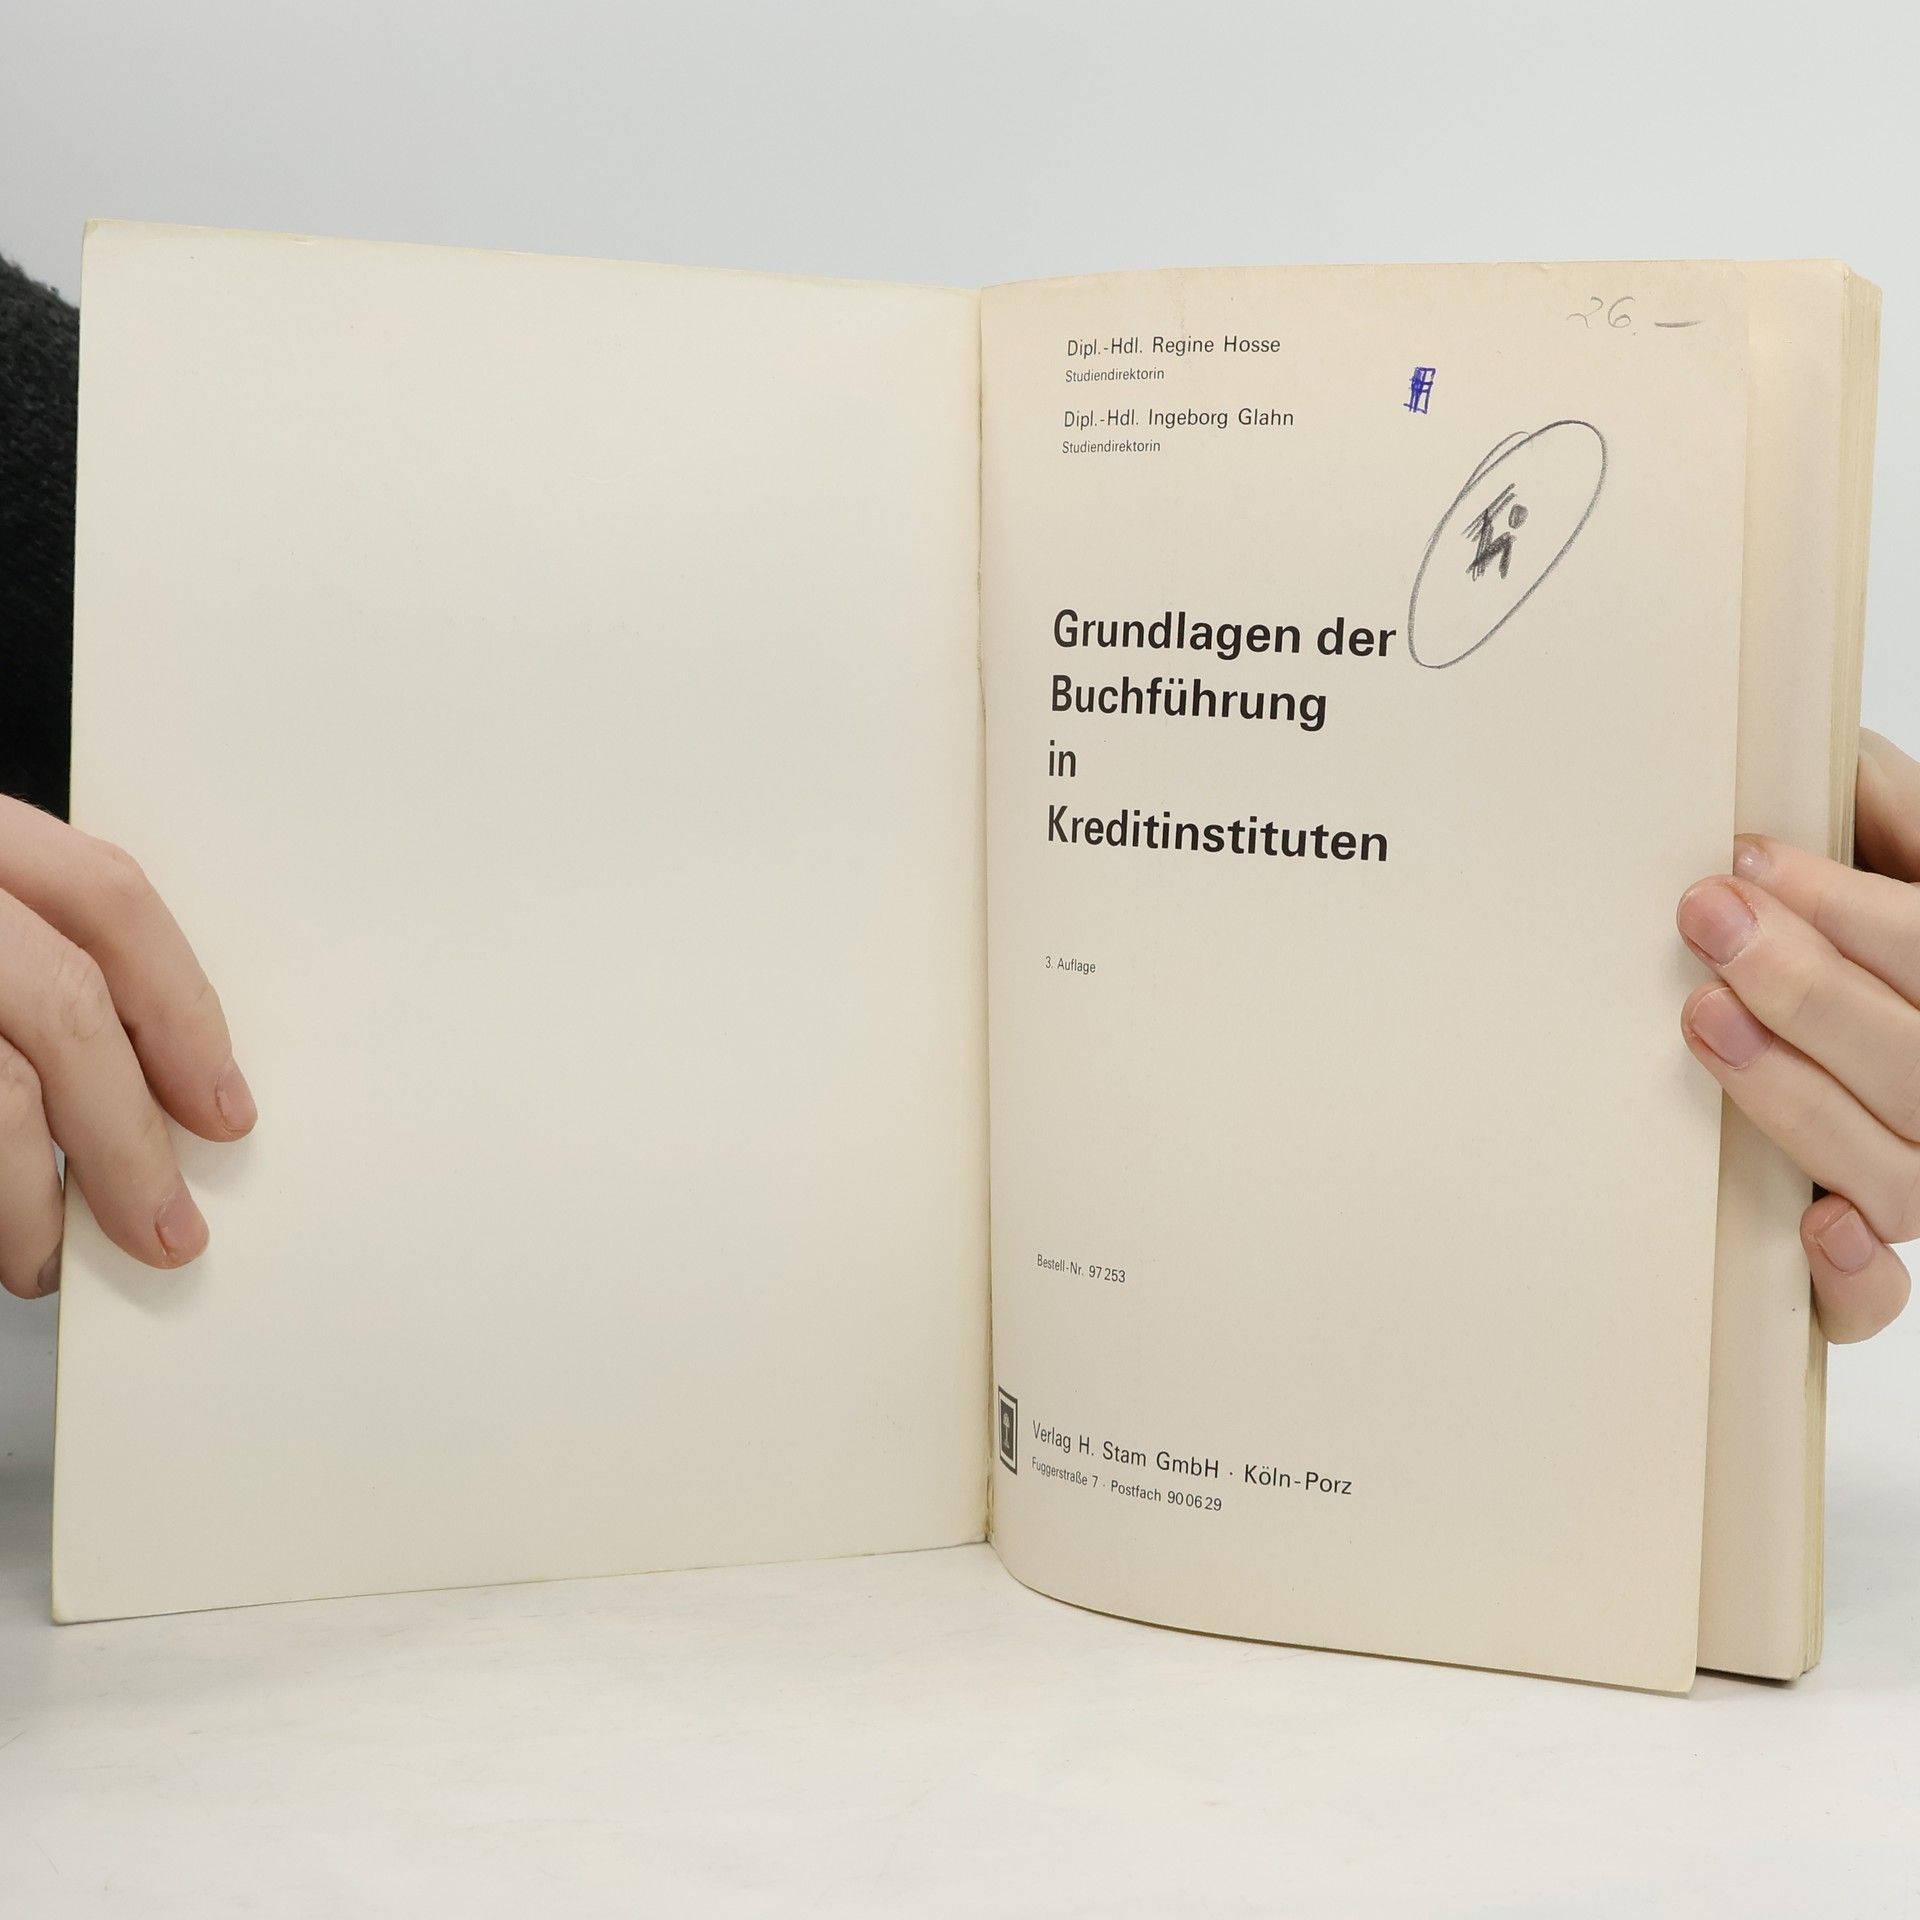 26.—
Dipl.-Hdl. Regine Hosse
Studiendirektorin
Dipl.-Hdl. Ingeborg Glahn
Studiendirektorin
Grundlagen der
Buchführung
in
Kreditinstituten
3. Auflage
Bestell-Nr. 97253
Verlag H. Stam GmbH · Köln-Porz
Fuggerstraße 7 · Postfach 900629